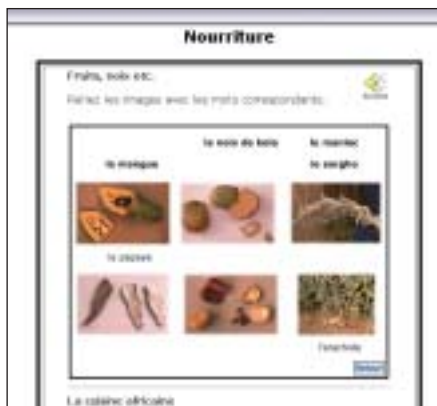 Nourriture
Fruits, noix etc.
Reliez les images avec les mots correspondants.
la noix de kola le manioc
la mangue le sorgho
la papaye
l'arachide
La cuisine africaine